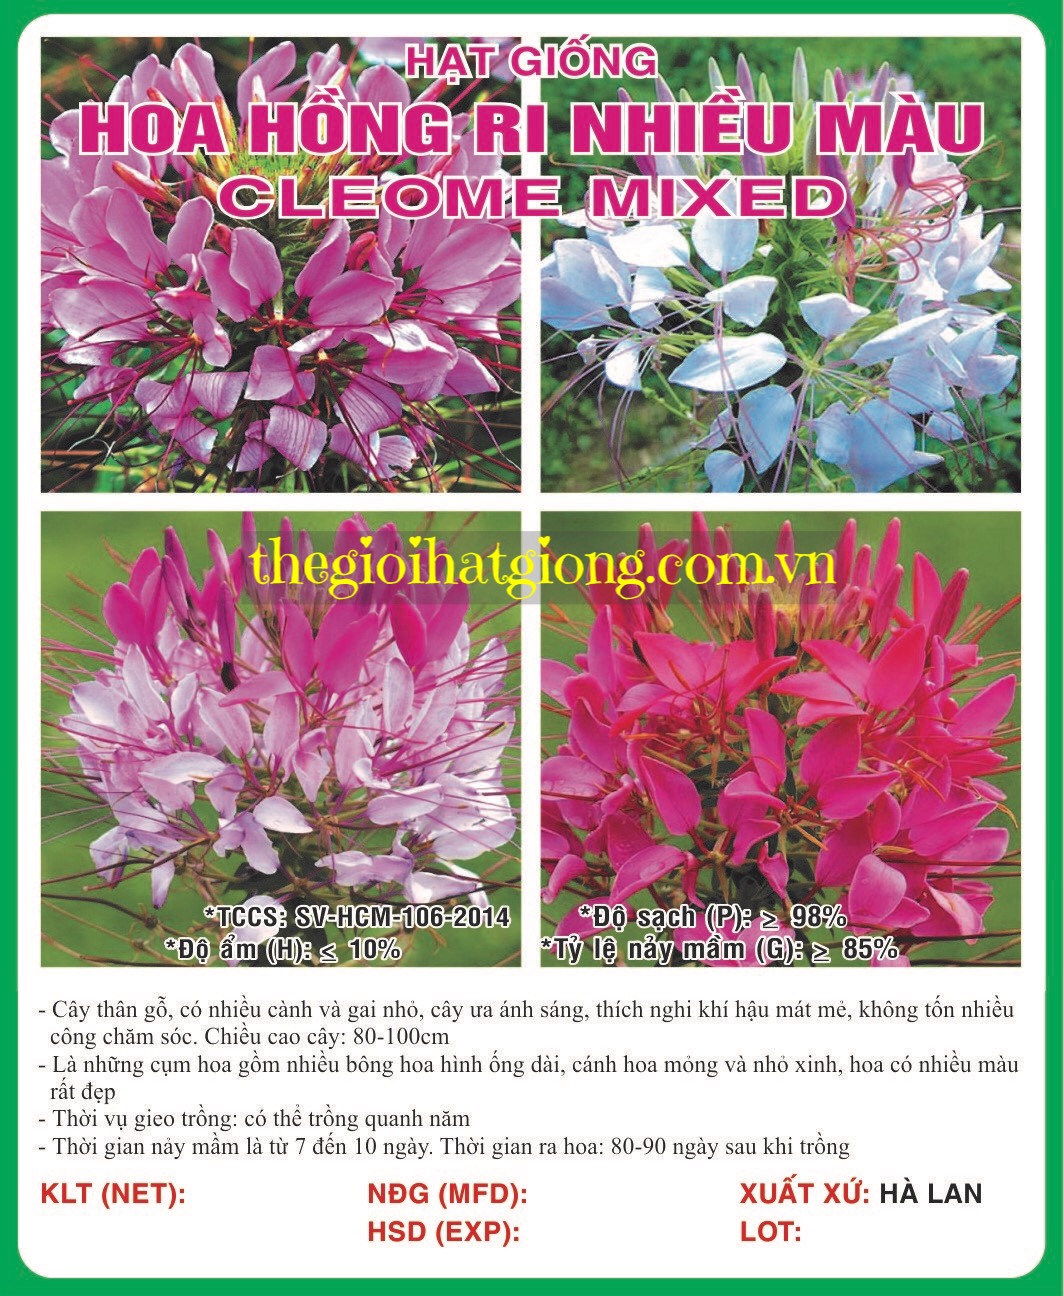 HẠT GIỐNG
HOA HỒNG RI NHIỀU MÀU
CLEOME MIXED
thegioihatgiong.com.vn
*TCCS: SV-HCM-106-2014
*Độ ẩm (H): ≤ 10%
*Độ sạch (P): ≥ 98%
*Tỷ lệ nảy mầm (G): ≥ 85%
- Cây thân gỗ, có nhiều cành và gai nhỏ, cây ưa ánh sáng, thích nghi khí hậu mát mẻ, không tốn nhiều
công chăm sóc. Chiều cao cây: 80-100cm
- Là những cụm hoa gồm nhiều bông hoa hình ống dài, cánh hoa mỏng và nhỏ xinh, hoa có nhiều màu
rất đẹp
- Thời vụ gieo trồng: có thể trồng quanh năm
- Thời gian nảy mầm là từ 7 đến 10 ngày. Thời gian ra hoa: 80-90 ngày sau khi trồng
KLT (NET): NĐG (MFD): XUẤT XỨ: HÀ LAN
HSD (EXP): LOT: